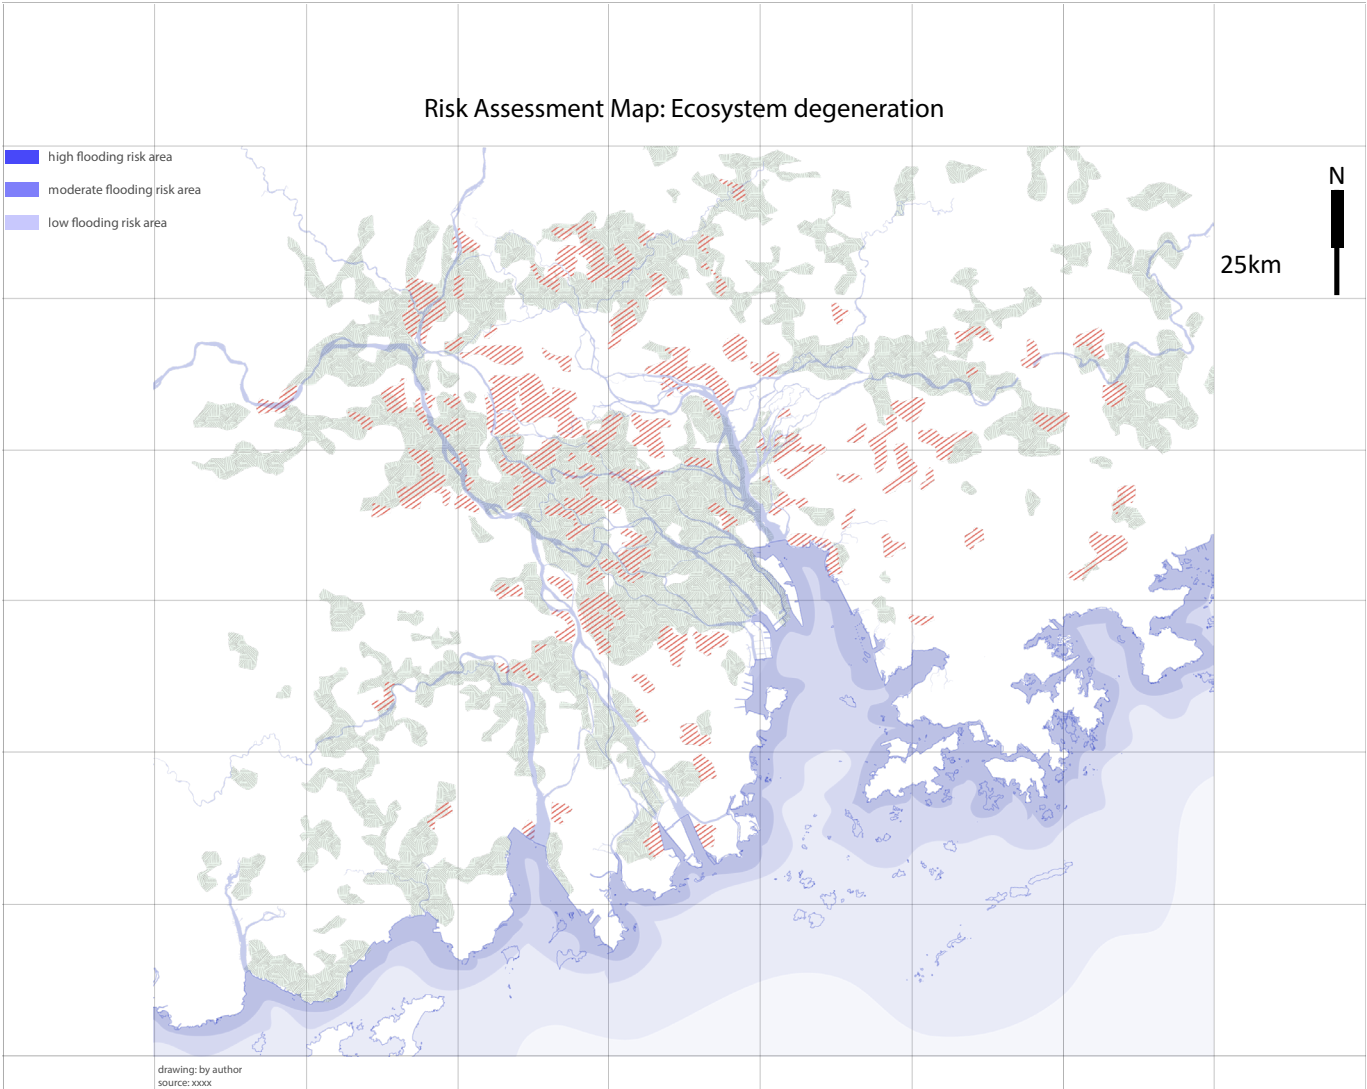 Risk Assessment Map: Ecosystem degeneration
high flooding risk area
moderate flooding risk area
low flooding risk area
N
25km
drawing: by author
source: xxxx